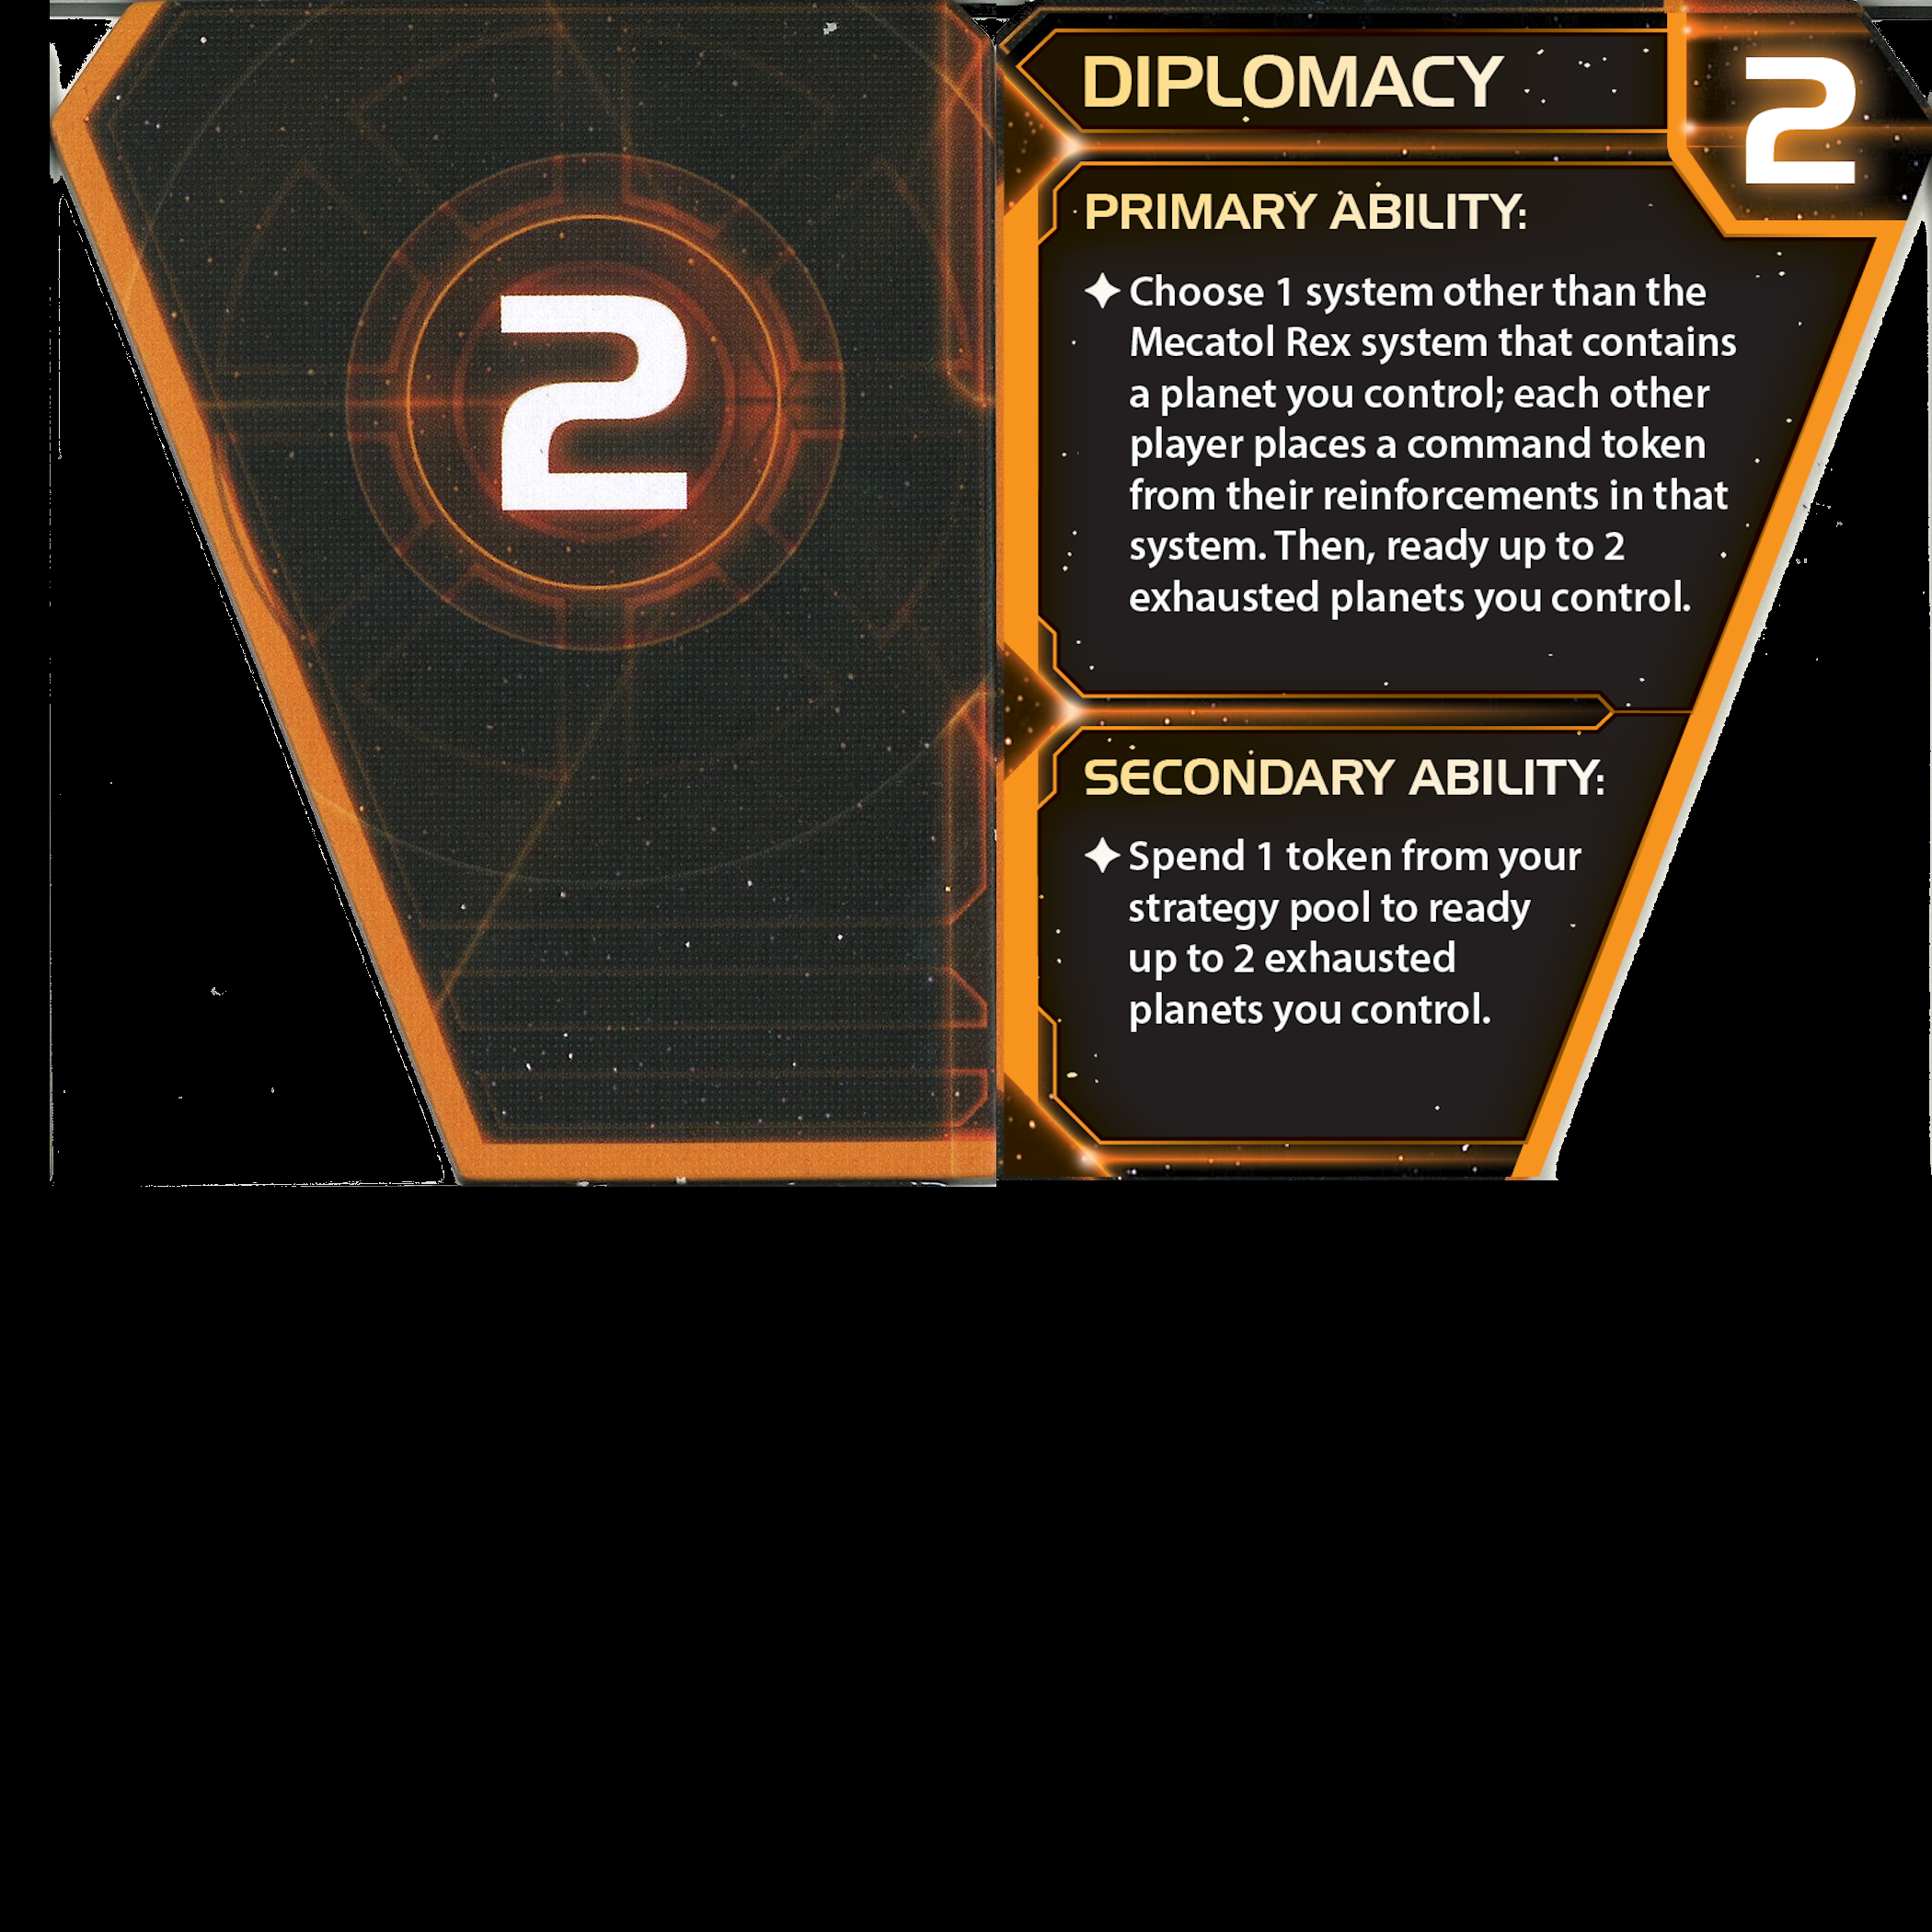 2
DIPLOMACY
2
PRIMARY ABILITY:
Choose 1 system other than the
Mecatol Rex system that contains
a planet you control; each other
player places a command token
from their reinforcements in that
system. Then, ready up to 2
exhausted planets you control.
SECONDARY ABILITY:
Spend 1 token from your
strategy pool to ready
up to 2 exhausted
planets you control.